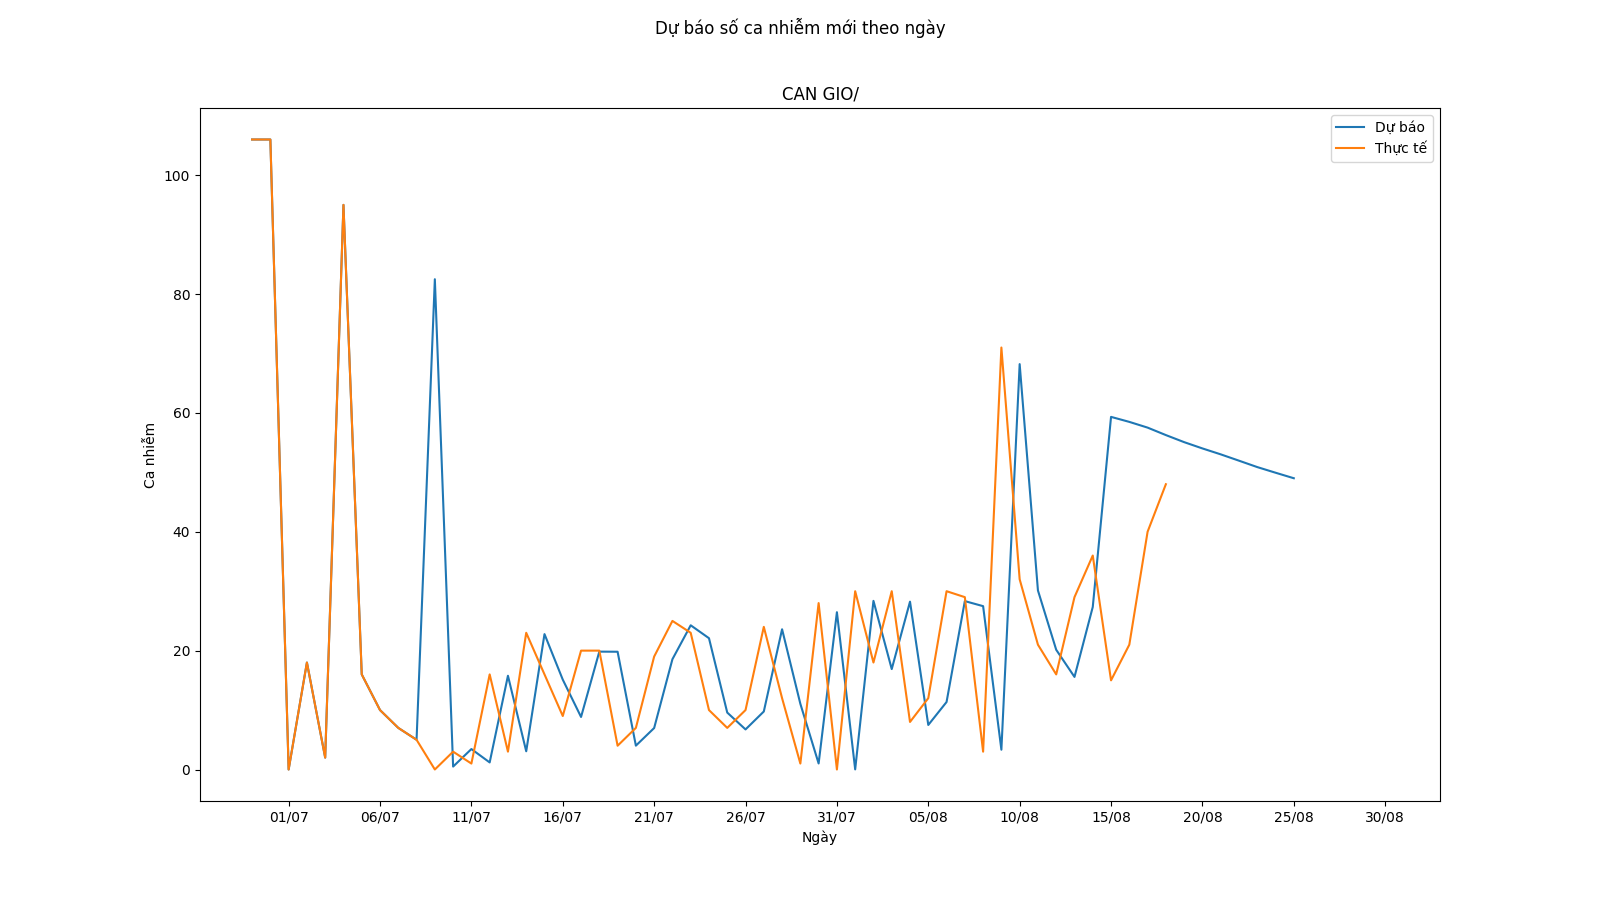 Dự báo số ca nhiễm mới theo ngày
CAN GIO/
Dự báo
Thực tế
100
80
60
40
20
0
Ca nhiễm
01/07 06/07 11/07 16/07 21/07 26/07 31/07 05/08 10/08 15/08 20/08 25/08 30/08
Ngày